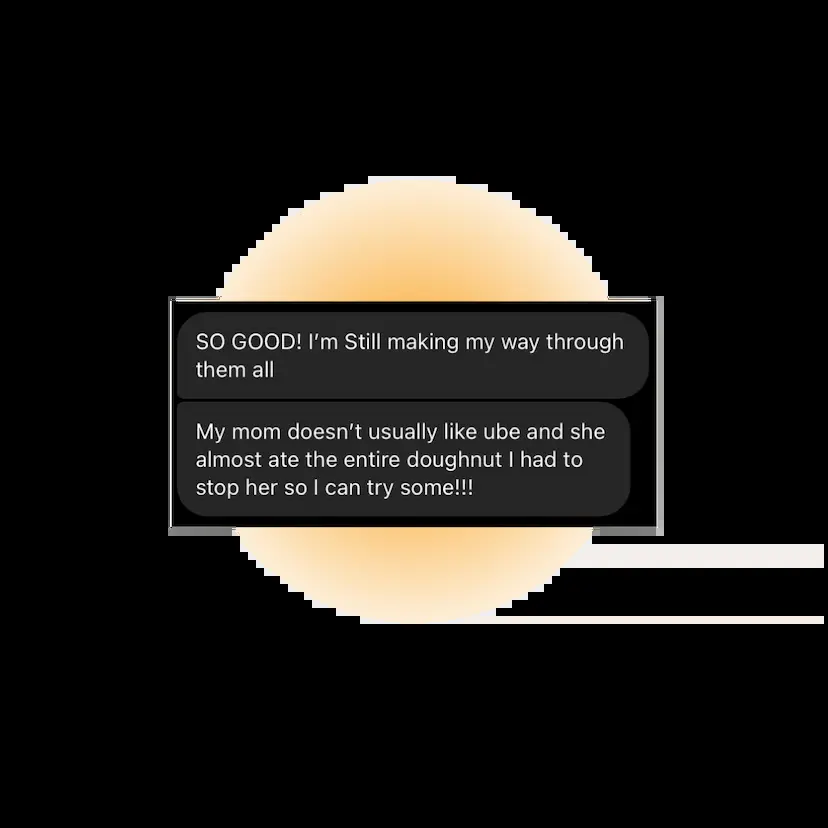 SO GOOD! I’m Still making my way through
them all
My mom doesn’t usually like ube and she
almost ate the entire doughnut I had to
stop her so I can try some!!!